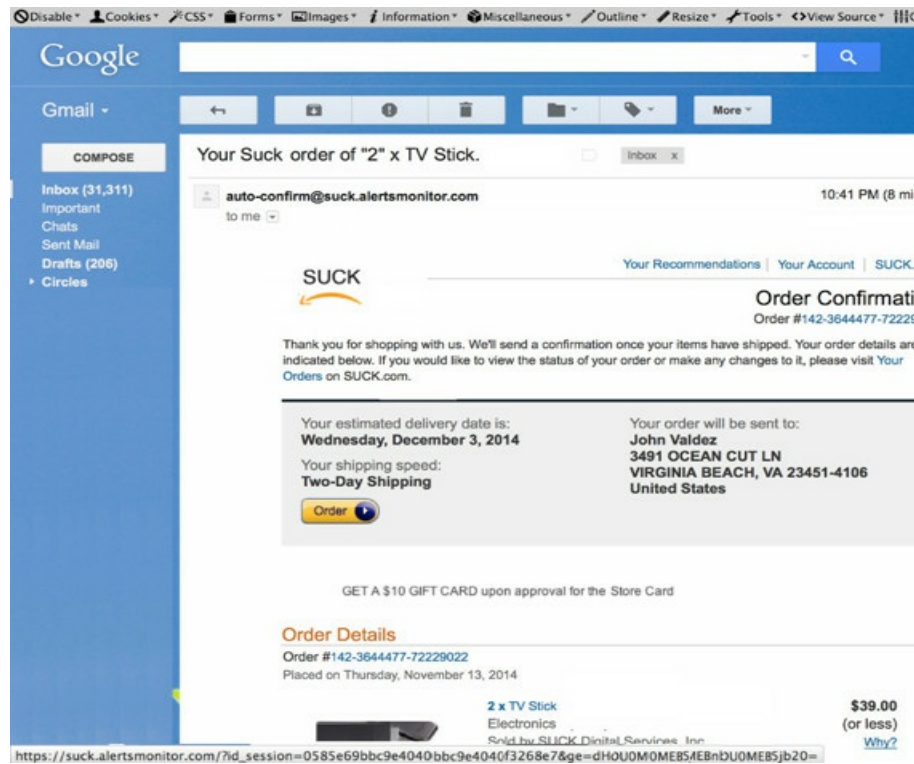 Disable Cookies CSS Forms Images Information Miscellaneous Outline Resize Tools View Source
Google
Gmail
More
COMPOSE
Your Suck order of "2" x TV Stick.
Inbox x
Inbox (31,311)
Important
Chats
Sent Mail
Drafts (206)
Circles
auto-confirm@suck.alertsmonitor.com
10:41 PM (8 mi
to me
SUCK
Your Recommendations | Your Account | SUCK.
Order Confirmati
Order #142-3644477-72229
Thank you for shopping with us. We'll send a confirmation once your items have shipped. Your order details are
indicated below. If you would like to view the status of your order or make any changes to it, please visit Your
Orders on SUCK.com.
Your estimated delivery date is:
Wednesday, December 3, 2014
Your shipping speed:
Two-Day Shipping
Order
Your order will be sent to:
John Valdez
3491 OCEAN CUT LN
VIRGINIA BEACH, VA 23451-4106
United States
GET A $10 GIFT CARD upon approval for the Store Card
Order Details
Order #142-3644477-72229022
Placed on Thursday, November 13, 2014
2 x TV Stick
$39.00
Electronics
(or less)
Sold by SUCK Digital Services, Inc
Why?